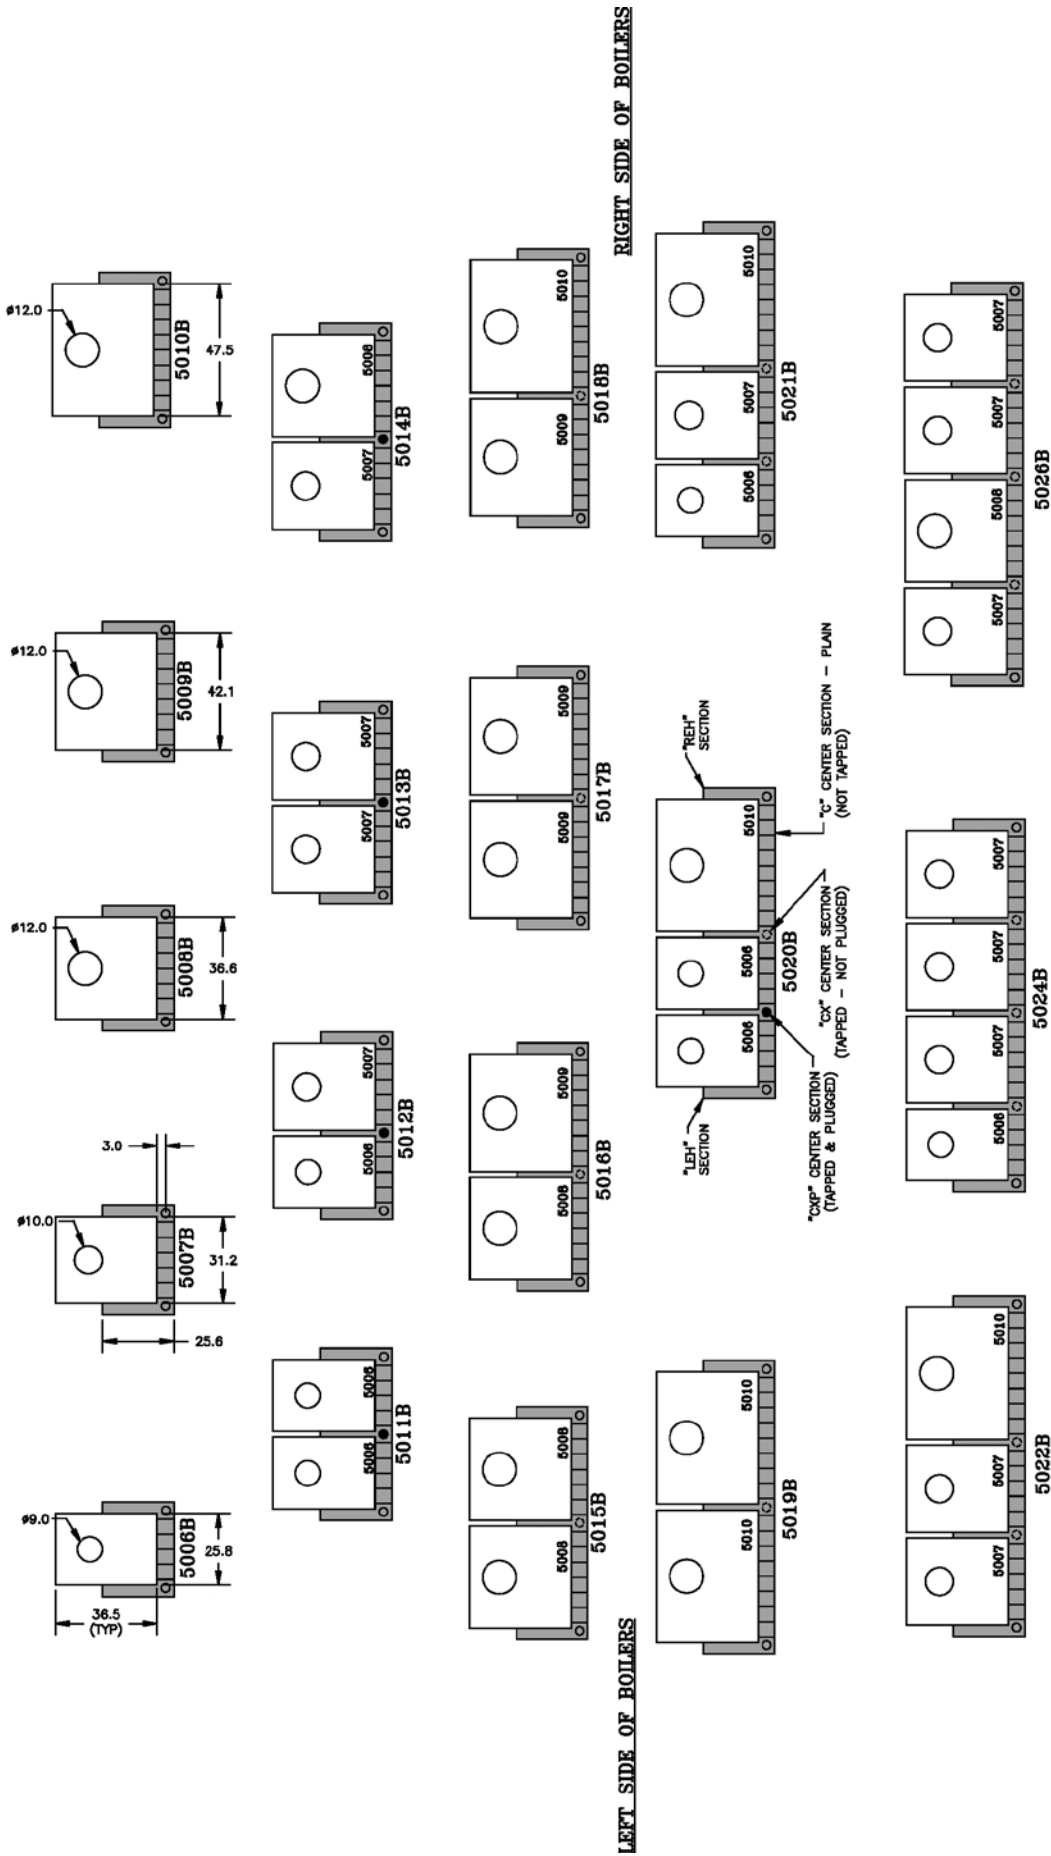 ø9.0
36.5
(TYP)
5006B
25.8
ø10.0
3.0
5007B
31.2
25.6
ø12.0
5008B
36.6
ø12.0
5009B
42.1
ø12.0
5010B
47.5
5006
5006
5011B
5006
5007
5012B
5007
5007
5013B
5007
5008
5014B
5008
5008
5015B
5008
5009
5016B
5009
5009
5017B
5009
5010
5018B
LEFT SIDE OF BOILERS
RIGHT SIDE OF BOILERS
5010
5010
5019B
"LEH"
SECTION
5006
5006
5010
"REH"
SECTION
5020B
"CXP" CENTER SECTION
(TAPPED & PLUGGED)
"CX" CENTER SECTION
(TAPPED – NOT PLUGGED)
"C" CENTER SECTION – PLAIN
(NOT TAPPED)
5006
5007
5010
5021B
5007
5007
5010
5022B
5006
5007
5007
5007
5024B
5007
5008
5007
5007
5026B